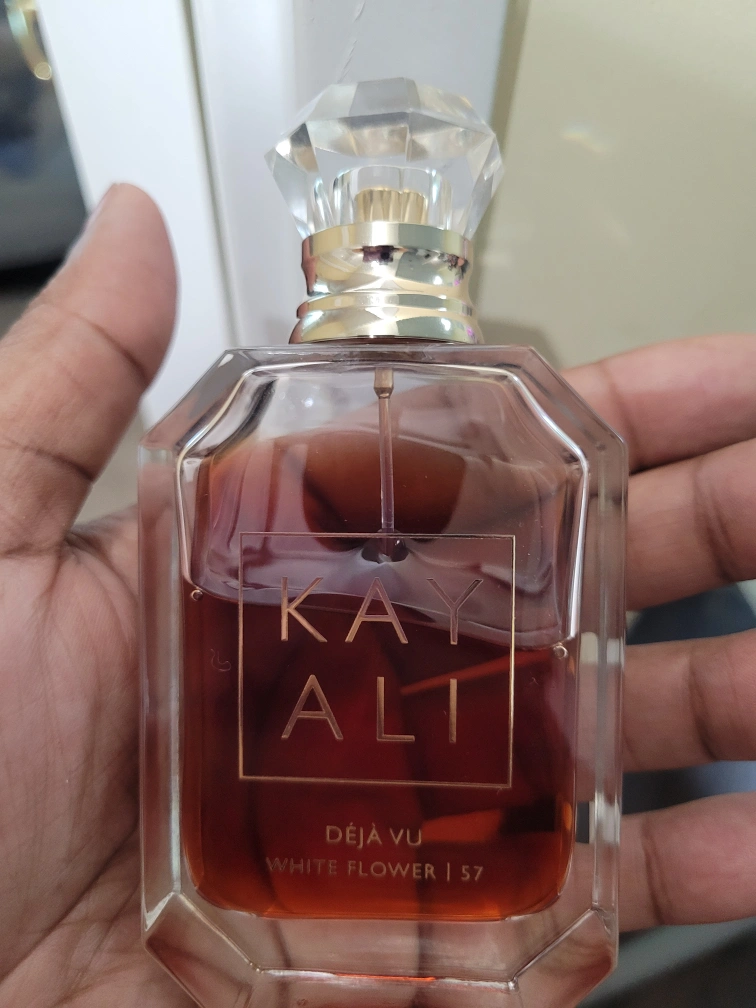 KAY
ALI
DÉJÀ VU
WHITE FLOWER | 57